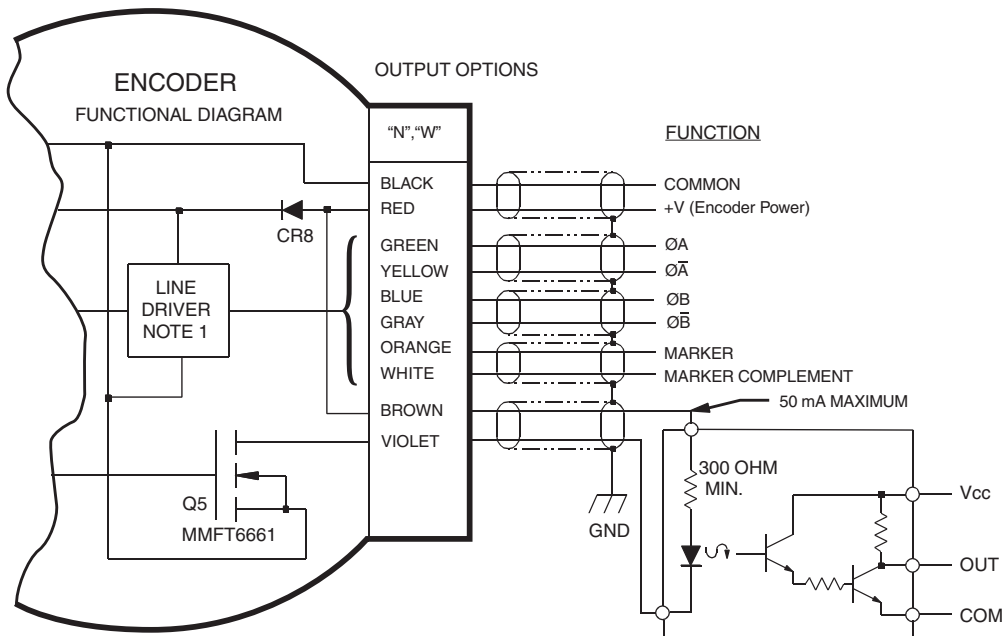 ENCODER
FUNCTIONAL DIAGRAM
OUTPUT OPTIONS
“N”,“W”
FUNCTION
BLACK
COMMON
RED
+V (Encoder Power)
CR8
GREEN
ØA
YELLOW
ØA̅
LINE
DRIVER
NOTE 1
BLUE
ØB
GRAY
ØB̅
ORANGE
MARKER
WHITE
MARKER COMPLEMENT
BROWN
50 mA MAXIMUM
VIOLET
300 OHM
MIN.
Q5
MMFT6661
GND
Vcc
OUT
COM